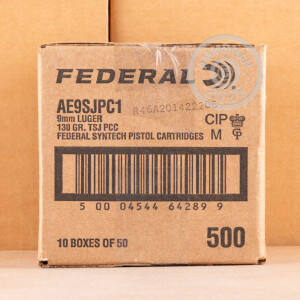 FEDERAL
AE9SJPC1
9mm LUGER
130 GR. TSJ PCC
FEDERAL SYNTECH PISTOL CARTRIDGES
CIP
M
5 00 04544 64289 9
10 BOXES OF 50
500